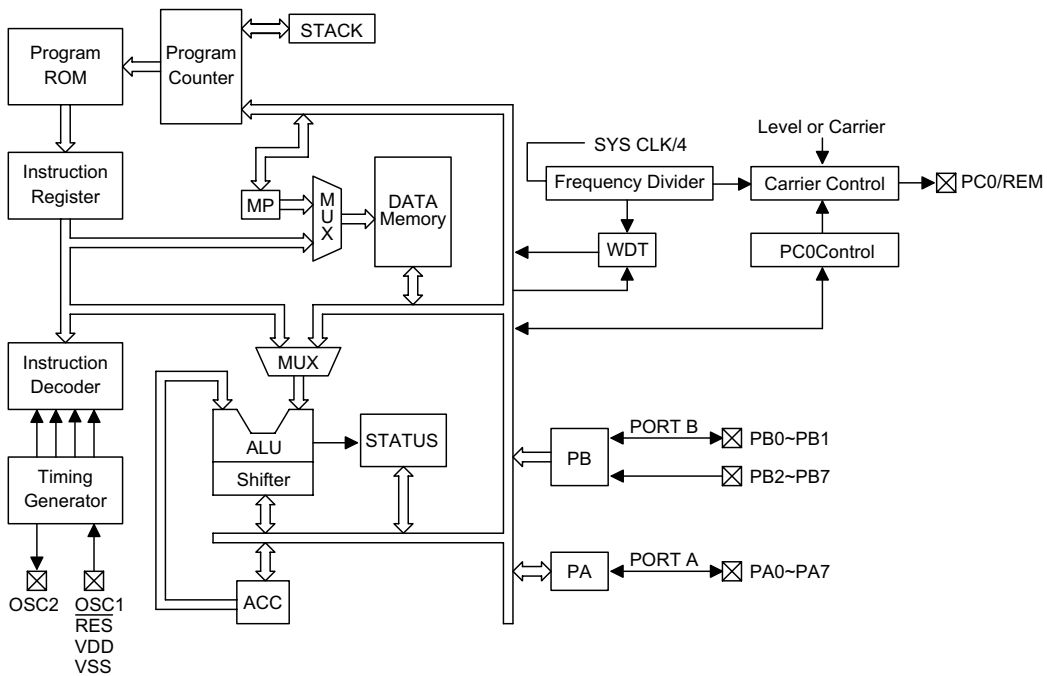 STACK
Program
ROM
Program
Counter
Level or Carrier
SYS CLK/4
Instruction
Register
MP
MUX
DATA
Memory
Frequency Divider
Carrier Control
PC0/REM
WDT
PC0Control
Instruction
Decoder
MUX
ALU
Shifter
STATUS
PORT B
PB
PB0~PB1
PB2~PB7
Timing
Generator
PORT A
PA
PA0~PA7
OSC2
OSC1
RES
VDD
VSS
ACC